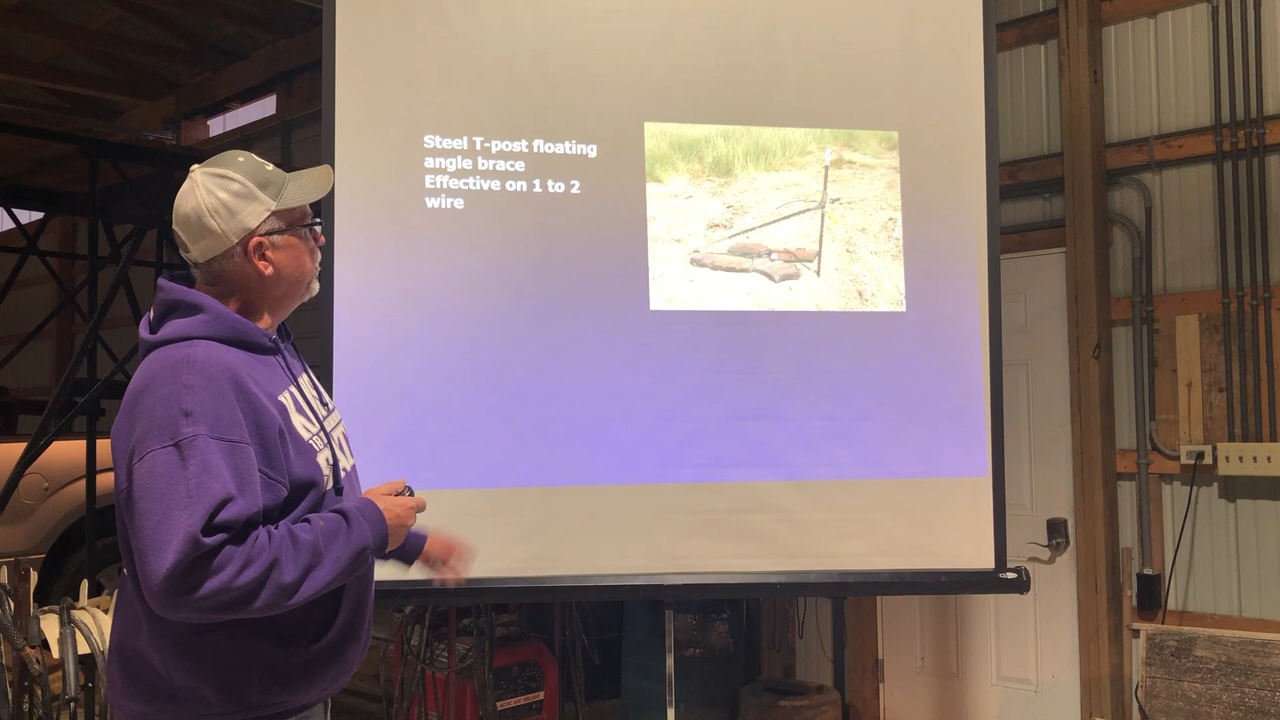 Steel T-post floating
angle brace
Effective on 1 to 2
wire